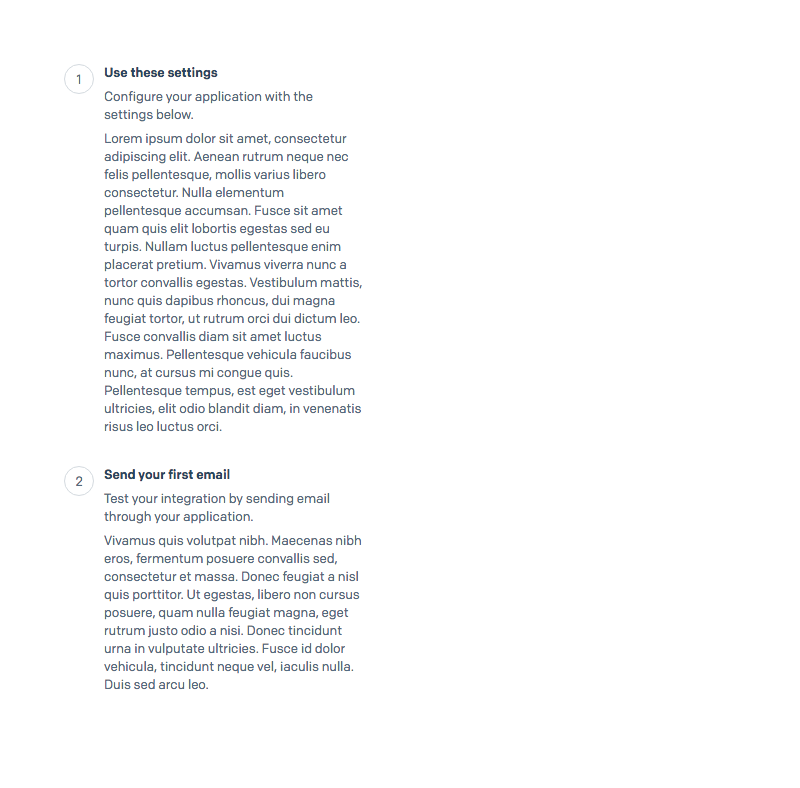 1
Use these settings
Configure your application with the
settings below.
Lorem ipsum dolor sit amet, consectetur
adipiscing elit. Aenean rutrum neque nec
felis pellentesque, mollis varius libero
consectetur. Nulla elementum
pellentesque accumsan. Fusce sit amet
quam quis elit lobortis egestas sed eu
turpis. Nullam luctus pellentesque enim
placerat pretium. Vivamus viverra nunc a
tortor convallis egestas. Vestibulum mattis,
nunc quis dapibus rhoncus, dui magna
feugiat tortor, ut rutrum orci dui dictum leo.
Fusce convallis diam sit amet luctus
maximus. Pellentesque vehicula faucibus
nunc, at cursus mi congue quis.
Pellentesque tempus, est eget vestibulum
ultricies, elit odio blandit diam, in venenatis
risus leo luctus orci.
2
Send your first email
Test your integration by sending email
through your application.
Vivamus quis volutpat nibh. Maecenas nibh
eros, fermentum posuere convallis sed,
consectetur et massa. Donec feugiat a nisl
quis porttitor. Ut egestas, libero non cursus
posuere, quam nulla feugiat magna, eget
rutrum justo odio a nisi. Donec tincidunt
urna in vulputate ultricies. Fusce id dolor
vehicula, tincidunt neque vel, iaculis nulla.
Duis sed arcu leo.